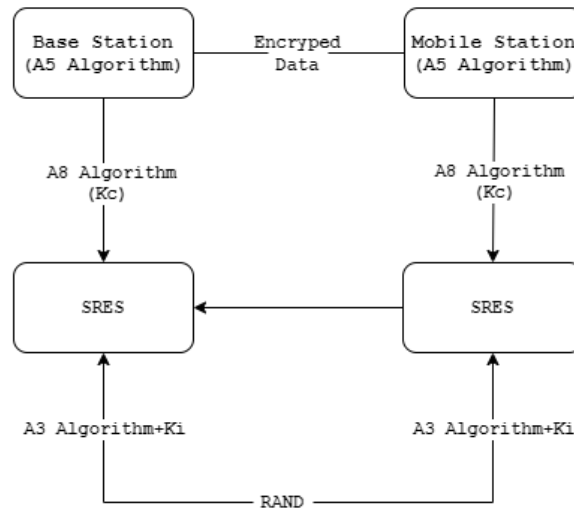 Base Station
(A5 Algorithm)
Encryped
Data
Mobile Station
(A5 Algorithm)
A8 Algorithm
(Kc)
A8 Algorithm
(Kc)
SRES
SRES
A3 Algorithm+Ki
A3 Algorithm+Ki
RAND